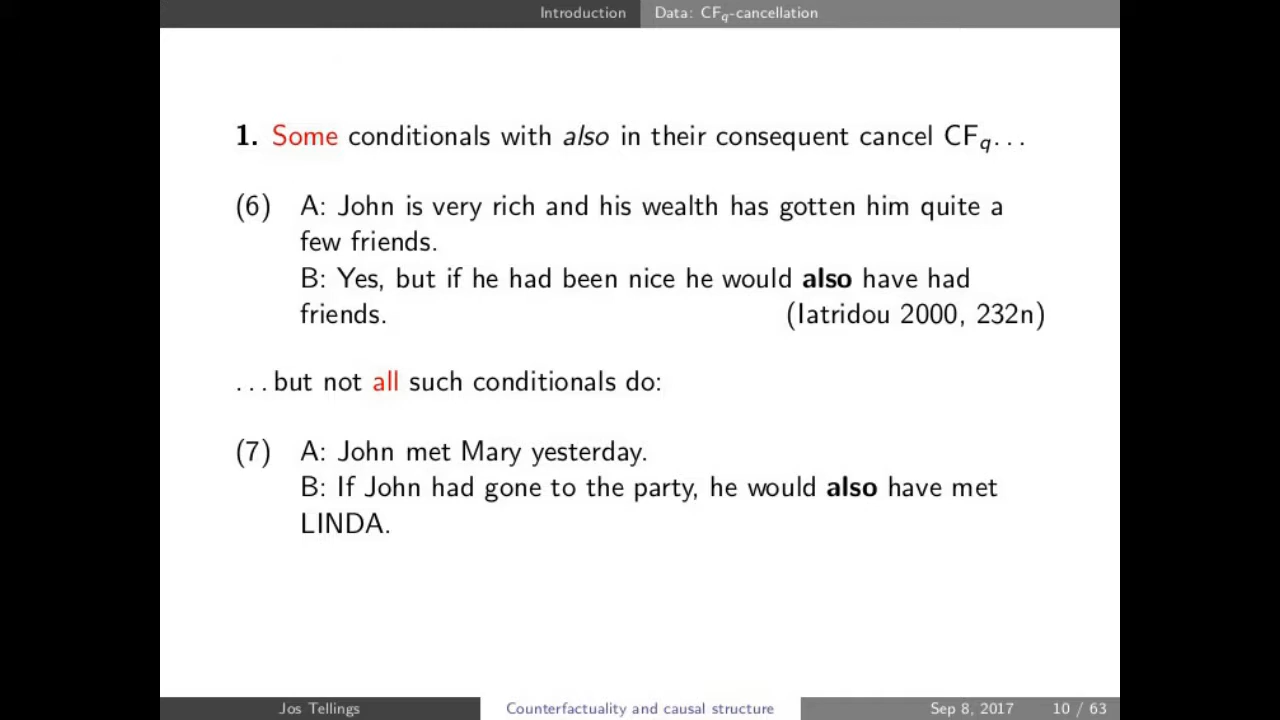 Introduction Data: CFq-cancellation
1. Some conditionals with also in their consequent cancel CFq...
(6) A: John is very rich and his wealth has gotten him quite a
few friends.
B: Yes, but if he had been nice he would also have had
friends. (Iatridou 2000, 232n)
...but not all such conditionals do:
(7) A: John met Mary yesterday.
B: If John had gone to the party, he would also have met
LINDA.
Jos Tellings Counterfactuality and causal structure Sep 8, 2017 10 / 63